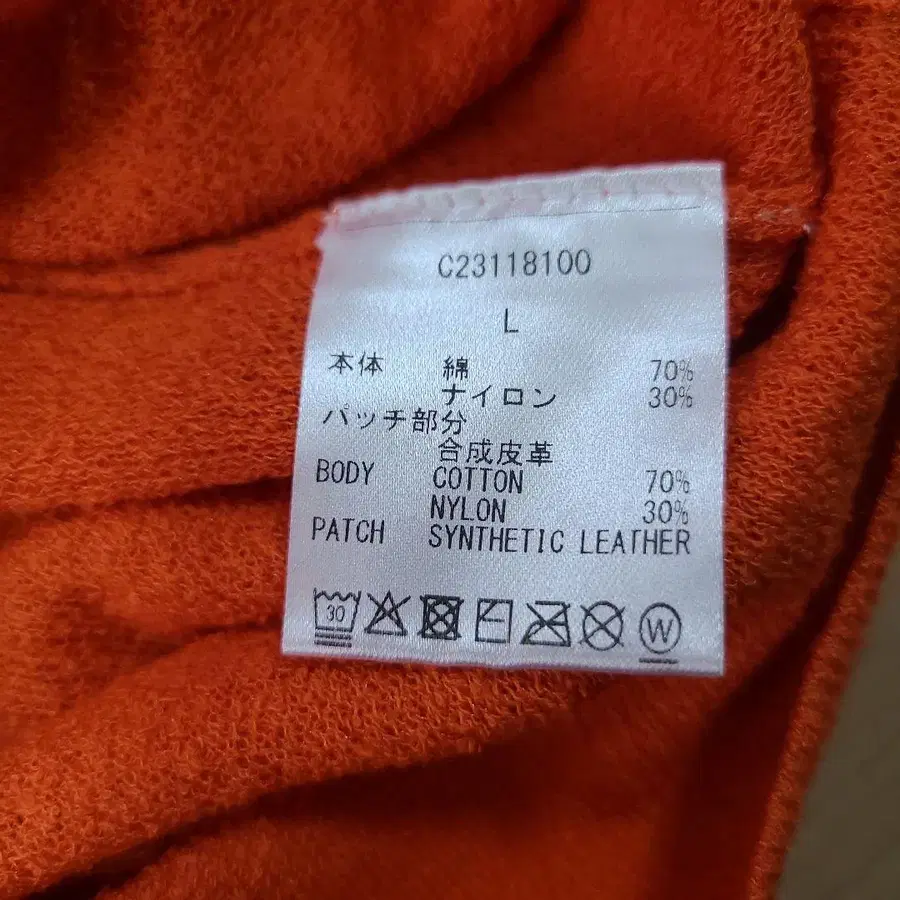 C23118100
L
本体 綿 70%
ナイロン 30%
パッチ部分
合成皮革
BODY COTTON 70%
NYLON 30%
PATCH SYNTHETIC LEATHER
30 W